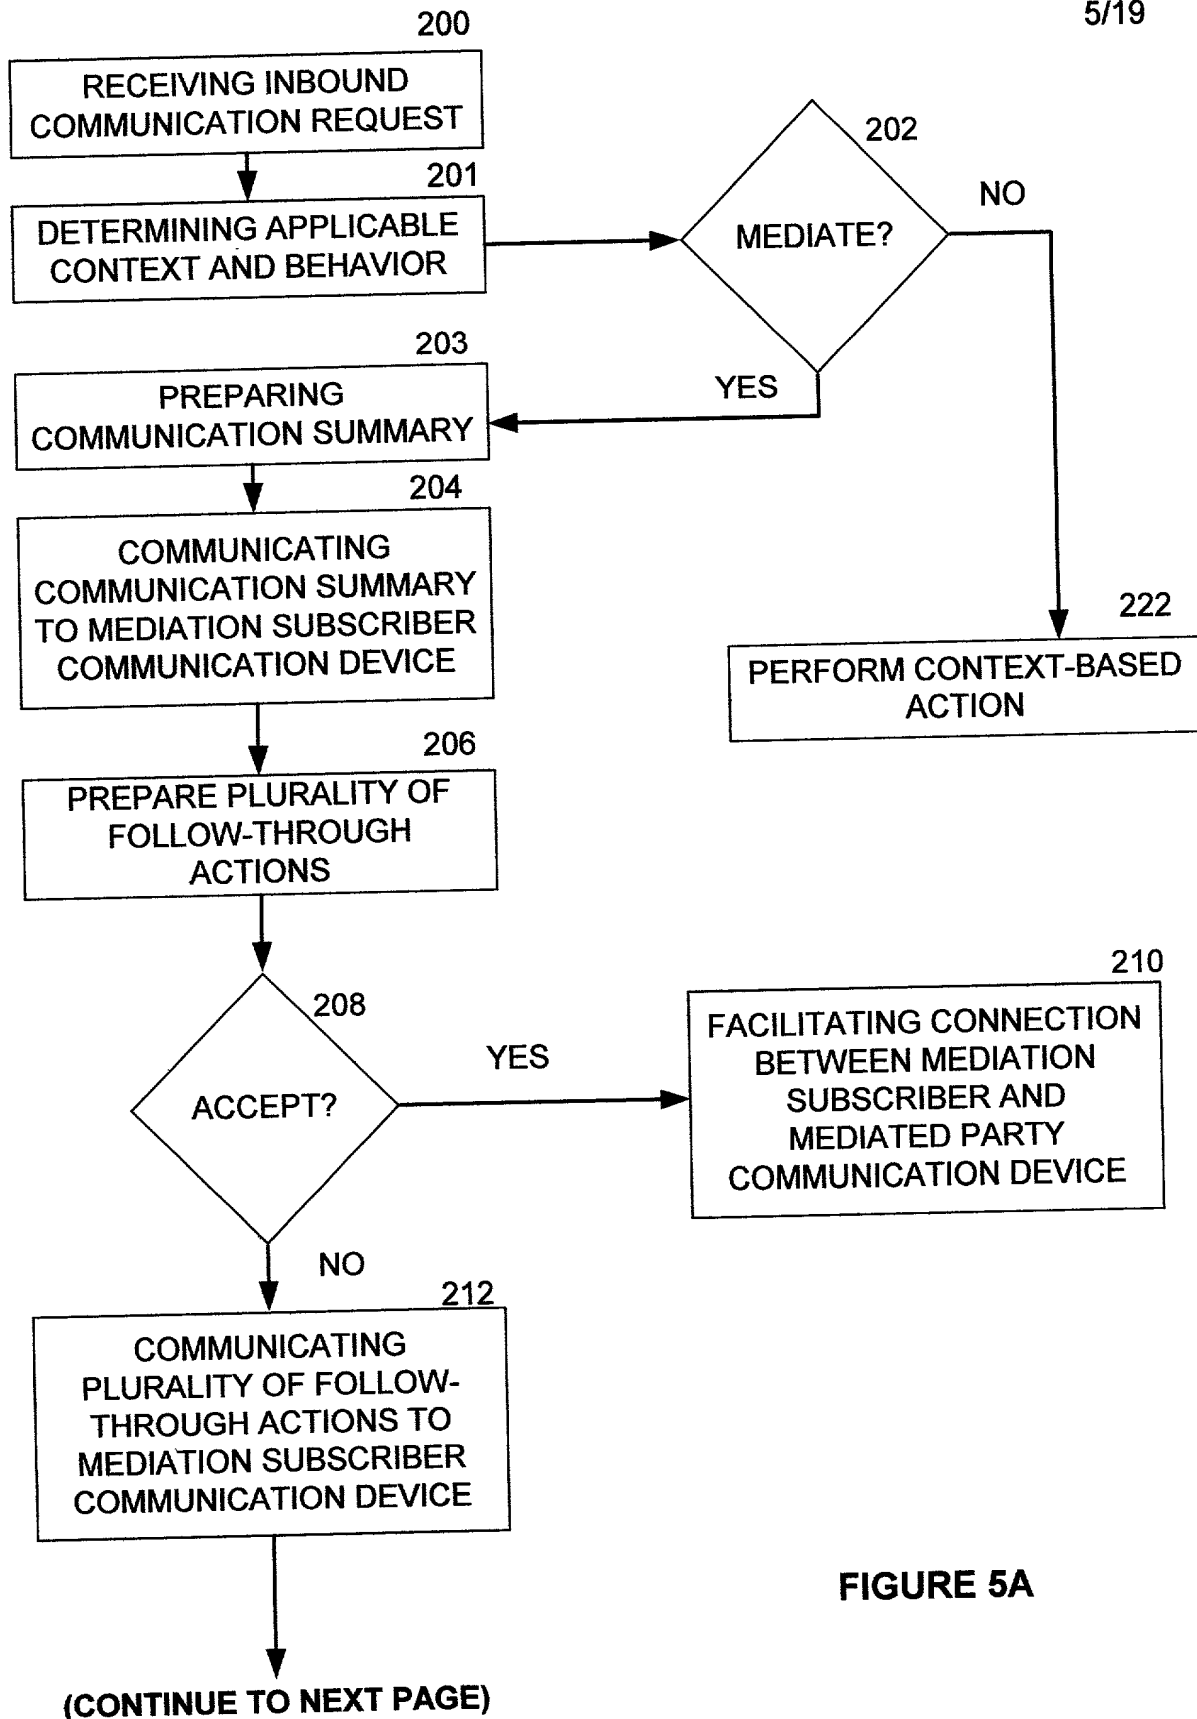 5/19
200
RECEIVING INBOUND
COMMUNICATION REQUEST
201
DETERMINING APPLICABLE
CONTEXT AND BEHAVIOR
202
MEDIATE?
NO
YES
203
PREPARING
COMMUNICATION SUMMARY
204
COMMUNICATING
COMMUNICATION SUMMARY
TO MEDIATION SUBSCRIBER
COMMUNICATION DEVICE
222
PERFORM CONTEXT-BASED
ACTION
206
PREPARE PLURALITY OF
FOLLOW-THROUGH
ACTIONS
208
ACCEPT?
YES
210
FACILITATING CONNECTION
BETWEEN MEDIATION
SUBSCRIBER AND
MEDIATED PARTY
COMMUNICATION DEVICE
NO
212
COMMUNICATING
PLURALITY OF FOLLOW-
THROUGH ACTIONS TO
MEDIATION SUBSCRIBER
COMMUNICATION DEVICE
FIGURE 5A
(CONTINUE TO NEXT PAGE)